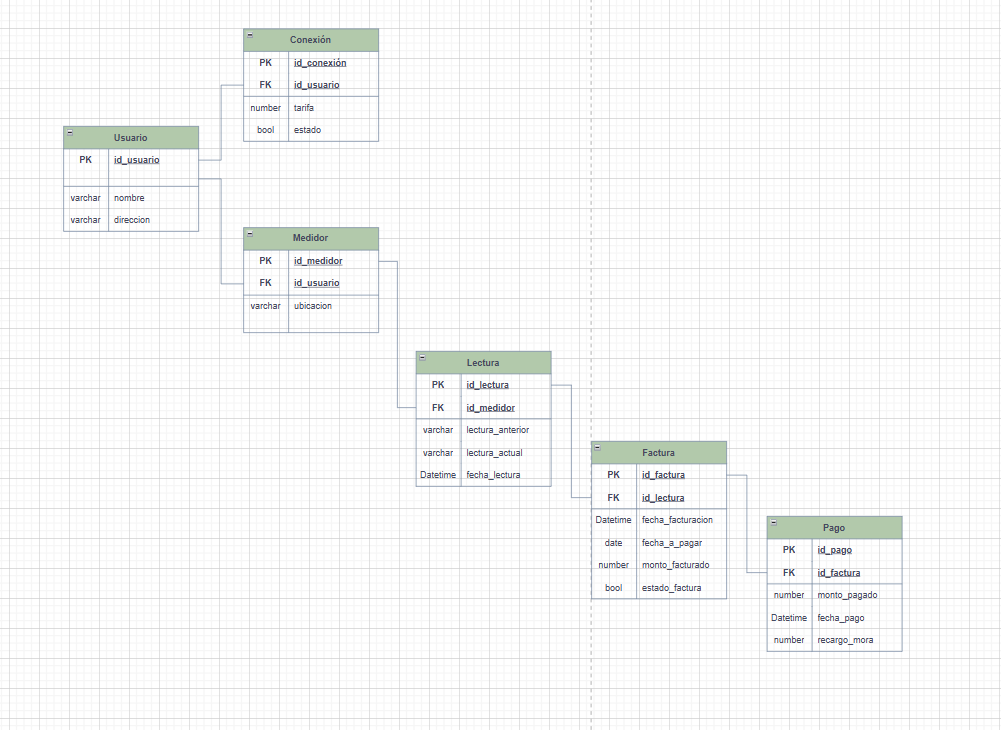 Conexión
PK id_conexión
FK id_usuario
number tarifa
bool estado
Usuario
PK id_usuario
varchar nombre
varchar direccion
Medidor
PK id_medidor
FK id_usuario
varchar ubicacion
Lectura
PK id_lectura
FK id_medidor
varchar lectura_anterior
varchar lectura_actual
Datetime fecha_lectura
Factura
PK id_factura
FK id_lectura
Datetime fecha_facturacion
date fecha_a_pagar
number monto_facturado
bool estado_factura
Pago
PK id_pago
FK id_factura
number monto_pagado
Datetime fecha_pago
number recargo_mora